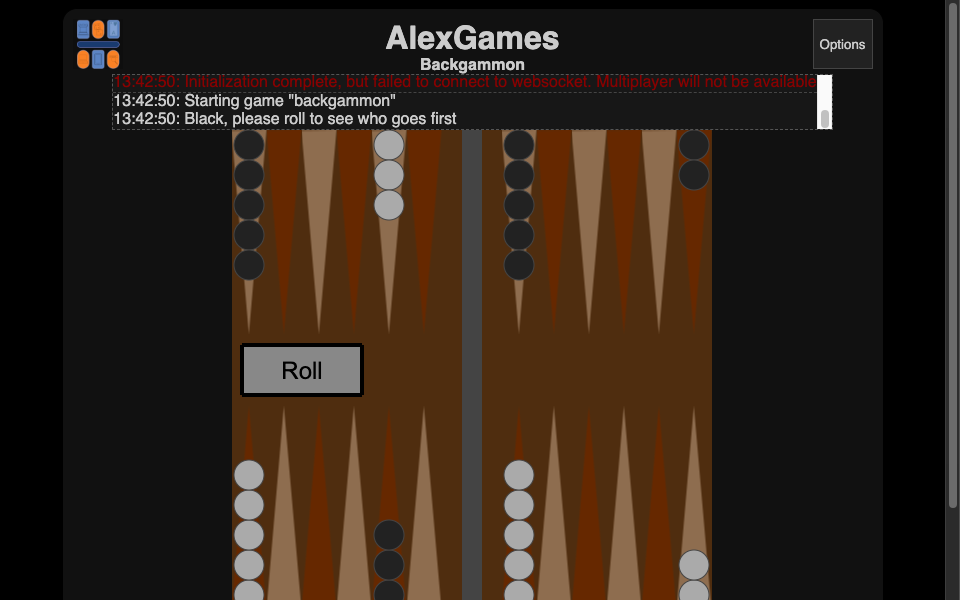 AlexGames
Backgammon
Options
13:42:50: Initialization complete, but failed to connect to websocket. Multiplayer will not be available
13:42:50: Starting game "backgammon"
13:42:50: Black, please roll to see who goes first
Roll